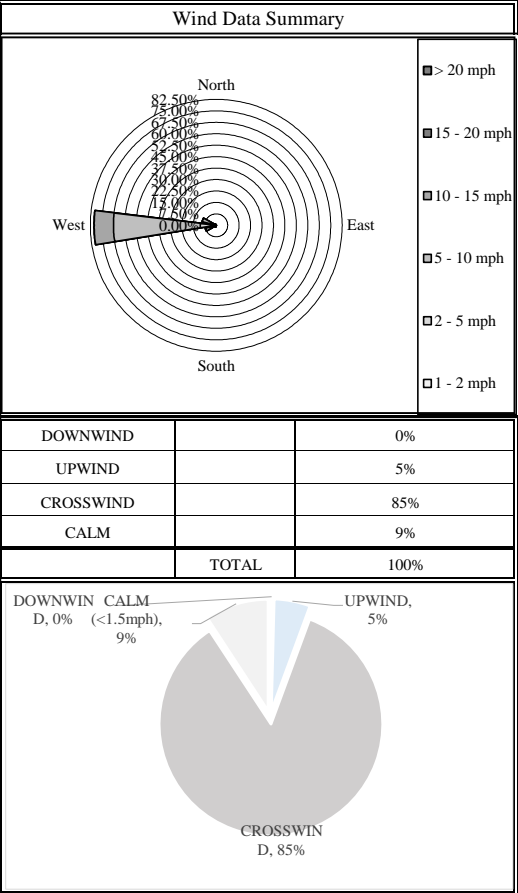 Wind Data Summary
North
82.50%
75.00%
67.50%
60.00%
52.50%
45.00%
37.50%
30.00%
22.50%
15.00%
7.50%
0.00%
West
East
South
> 20 mph
15 - 20 mph
10 - 15 mph
5 - 10 mph
2 - 5 mph
1 - 2 mph
DOWNWIND 0%
UPWIND 5%
CROSSWIND 85%
CALM 9%
TOTAL 100%
DOWNWIN
D, 0%
CALM
(<1.5mph),
9%
UPWIND,
5%
CROSSWIN
D, 85%